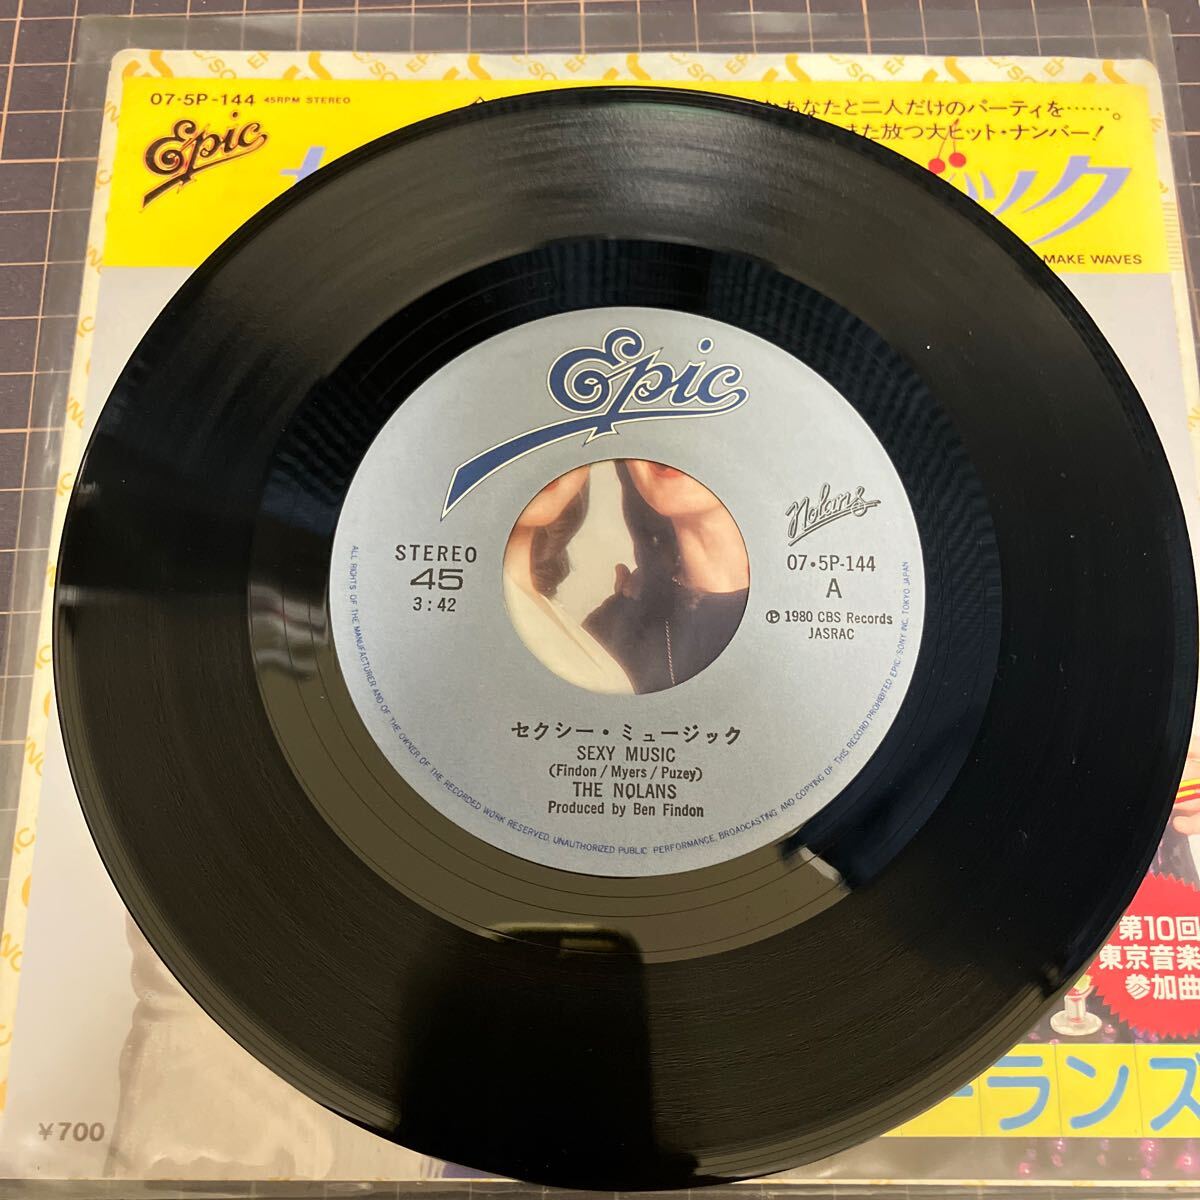 07・5P-144 45RPM STEREO
Epic
あなたと二人だけのパーティを……。
また放つ大ヒット・ナンバー!
ック
MAKE WAVES
Epic
STEREO
45
3:42
Nolans
07・5P-144
A
Ⓟ 1980 CBS Records
JASRAC
セクシー・ミュージック
SEXY MUSIC
(Findon/Myers/Puzey)
THE NOLANS
Produced by Ben Findon
ALL RIGHTS OF THE MANUFACTURER AND OF THE OWNER OF THE RECORDED WORK RESERVED. UNAUTHORIZED PUBLIC PERFORMANCE, BROADCASTING AND COPYING OF THIS RECORD PROHIBITED EPIC/SONY INC. TOKYO JAPAN
第10回
東京音楽
参加曲
ランズ
¥700